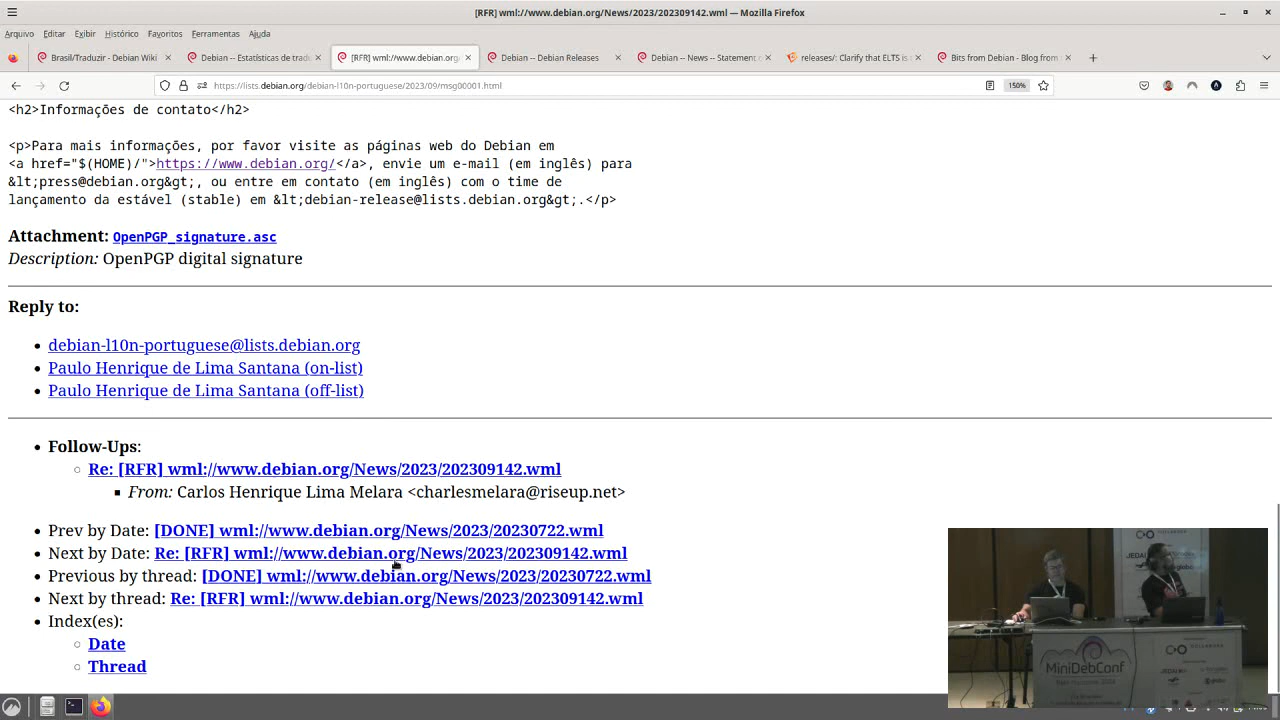 [RFR] wml://www.debian.org/News/2023/202309142.wml — Mozilla Firefox
Arquivo Editar Exibir Histórico Favoritos Ferramentas Ajuda
Brasil/Traduzir - Debian Wiki
Debian -- Estatísticas de trad
[RFR] wml://www.debian.org/
Debian -- Debian Releases
Debian -- News -- Statement
releases/: Clarify that ELTS is
Bits from Debian - Blog from
https://lists.debian.org/debian-l10n-portuguese/2023/09/msg00001.html
150%
<h2>Informações de contato</h2>
<p>Para mais informações, por favor visite as páginas web do Debian em
<a href="$(HOME)/">https://www.debian.org/</a>, envie um e-mail (em inglês) para
&lt;press@debian.org&gt;, ou entre em contato (em inglês) com o time de
lançamento da estável (stable) em &lt;debian-release@lists.debian.org&gt;.</p>
Attachment: OpenPGP_signature.asc
Description: OpenPGP digital signature
Reply to:
debian-l10n-portuguese@lists.debian.org
Paulo Henrique de Lima Santana (on-list)
Paulo Henrique de Lima Santana (off-list)
Follow-Ups:
Re: [RFR] wml://www.debian.org/News/2023/202309142.wml
From: Carlos Henrique Lima Melara <charlesmelara@riseup.net>
Prev by Date: [DONE] wml://www.debian.org/News/2023/20230722.wml
Next by Date: Re: [RFR] wml://www.debian.org/News/2023/202309142.wml
Previous by thread: [DONE] wml://www.debian.org/News/2023/20230722.wml
Next by thread: Re: [RFR] wml://www.debian.org/News/2023/202309142.wml
Index(es):
Date
Thread
MiniDebConf